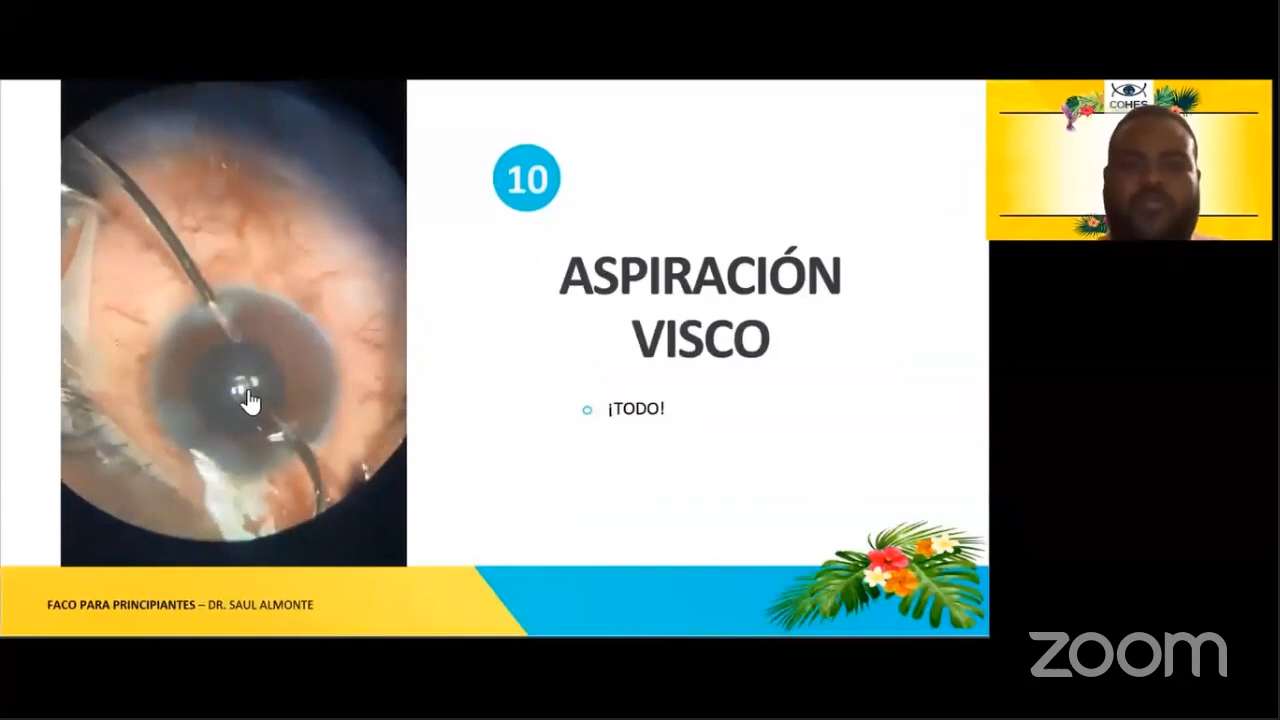 10
ASPIRACIÓN
VISCO
¡TODO!
FACO PARA PRINCIPIANTES – DR. SAUL ALMONTE
COHES
zoom